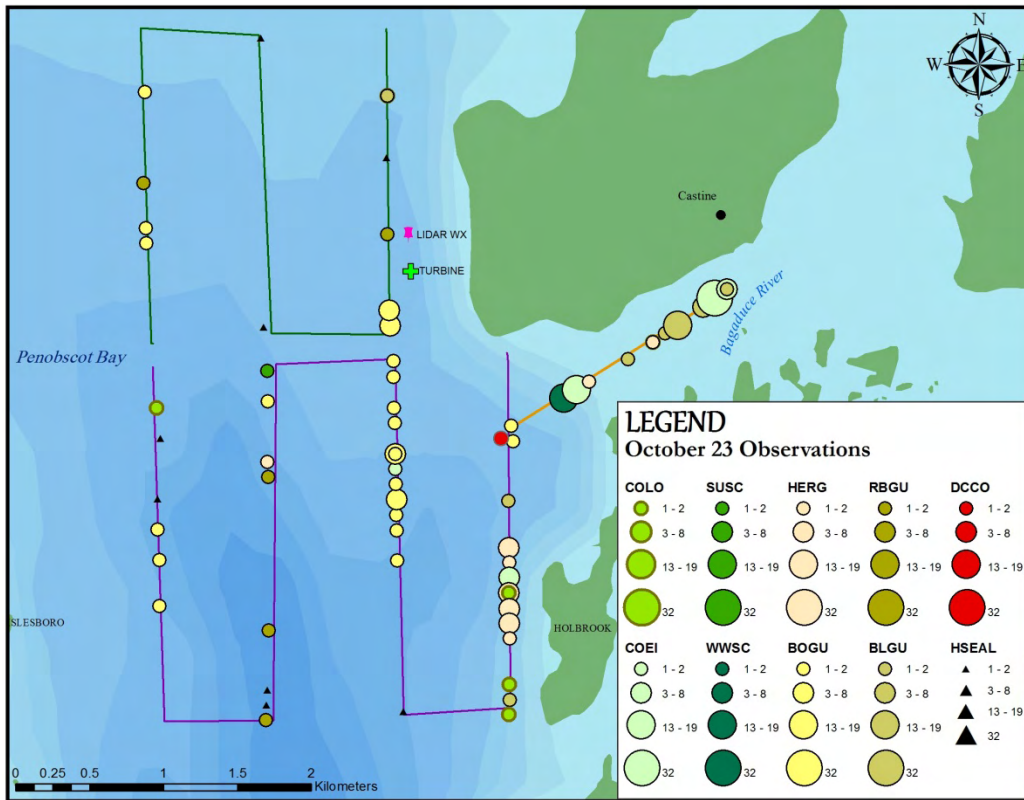 N
W E
S
Castine
LIDAR WX
TURBINE
Bagaduce River
Penobscot Bay
SLESBORO
HOLBROOK
LEGEND
October 23 Observations
COLO SUSC HERG RBGU DCCO
1 - 2 1 - 2 1 - 2 1 - 2 1 - 2
3 - 8 3 - 8 3 - 8 3 - 8 3 - 8
13 - 19 13 - 19 13 - 19 13 - 19 13 - 19
32 32 32 32 32
COEI WWSC BOGU BLGU HSEAL
1 - 2 1 - 2 1 - 2 1 - 2 1 - 2
3 - 8 3 - 8 3 - 8 3 - 8 3 - 8
13 - 19 13 - 19 13 - 19 13 - 19 13 - 19
32 32 32 32 32
0 0.25 0.5 1 1.5 2
Kilometers